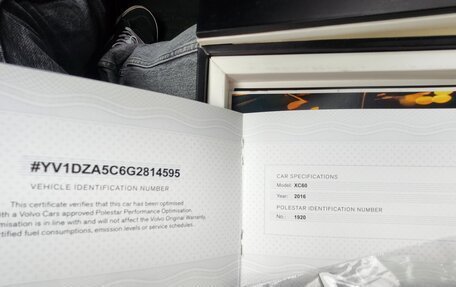 #YV1DZA5C6G2814595
VEHICLE IDENTIFICATION NUMBER
This certificate verifies that this car has been optimised
with a Volvo Cars approved Polestar Performance Optimisation.
is in line with and will not affect the Volvo Original Warranty,
fuel consumptions, emission levels or service schedules.
CAR SPECIFICATIONS
Model: XC60
Year: 2016
POLESTAR IDENTIFICATION NUMBER
No.: 1920